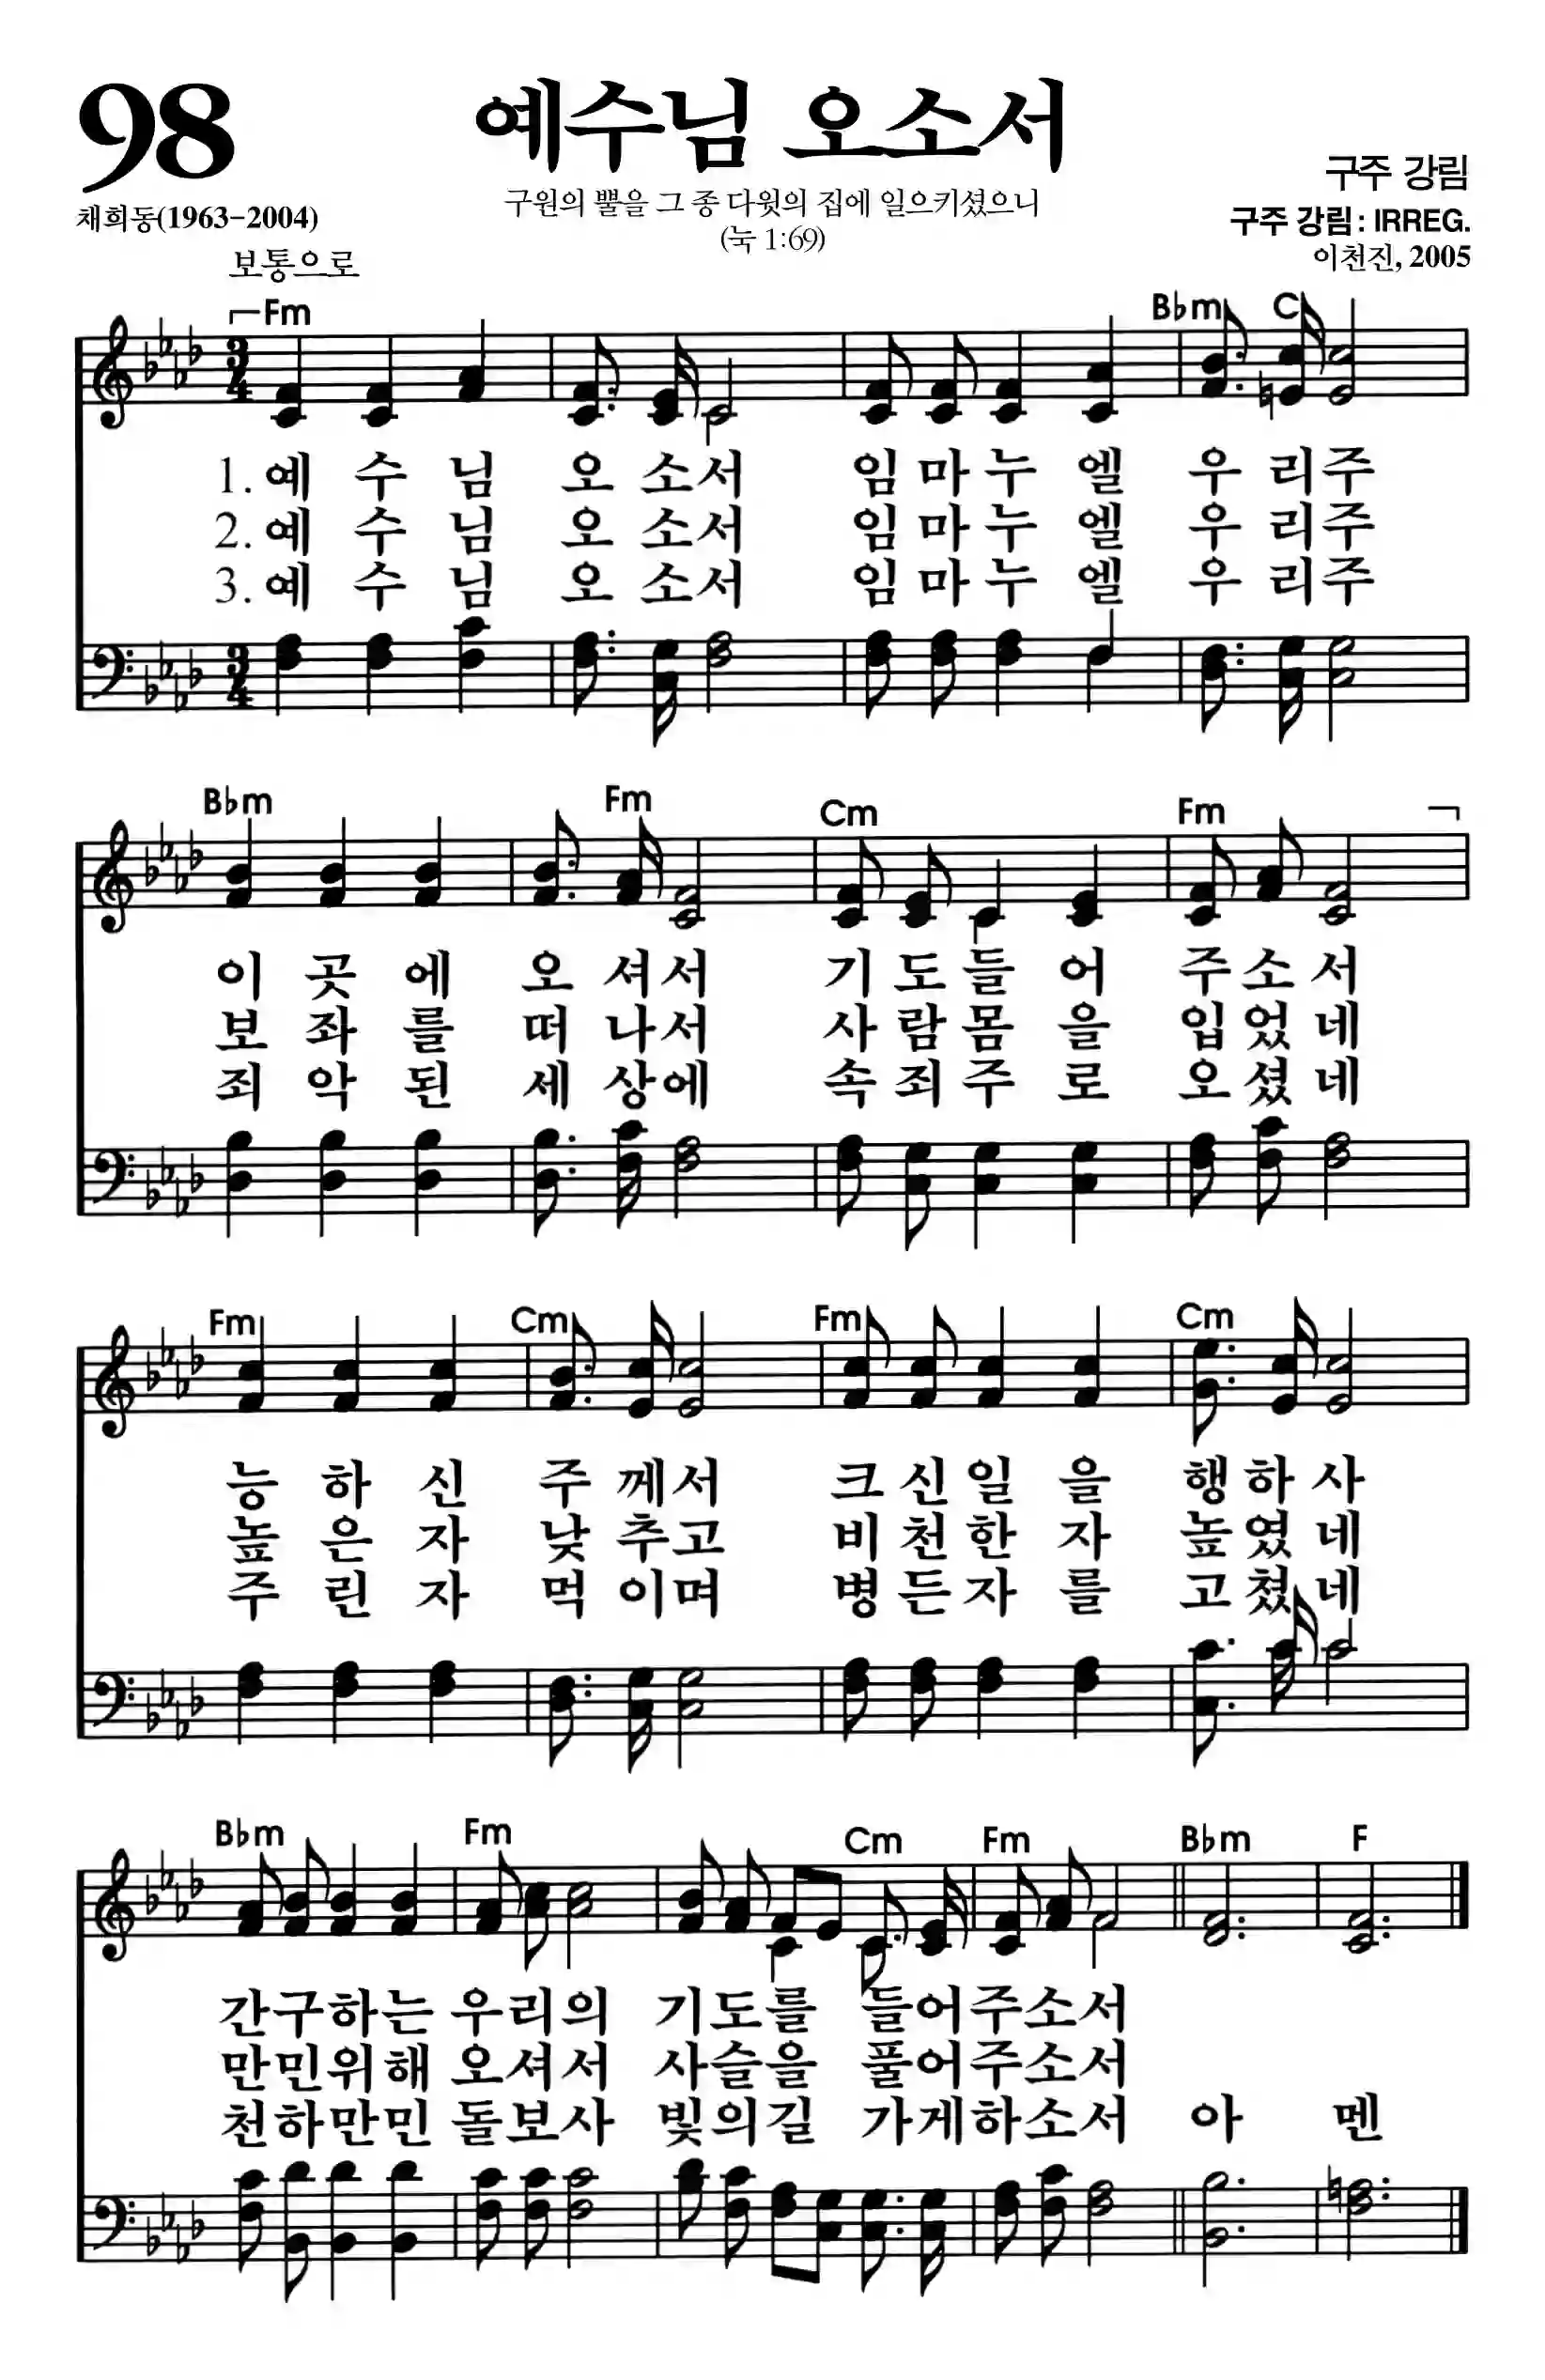 98
예수님 오소서
구주 강림
채희동(1963-2004)
구원의 뿔을 그 종 다윗의 집에 일으키셨으니
(눅 1:69)
구주 강림: IRREG.
이천진, 2005
보통으로
Fm B♭m C
1. 예 수 님 오 소 서 임 마 누 엘 우 리 주
2. 예 수 님 오 소 서 임 마 누 엘 우 리 주
3. 예 수 님 오 소 서 임 마 누 엘 우 리 주
B♭m Fm Cm Fm
이 곳 에 오 셔 서 기 도 들 어 주 소 서
보 좌 를 떠 나 서 사 람 몸 을 입 었 네
죄 악 된 세 상 에 속 죄 주 로 오 셨 네
Fm Cm Fm Cm
능 하 신 주 께 서 크 신 일 을 행 하 사
높 은 자 낮 추 고 비 천 한 자 높 였 네
주 린 자 먹 이 며 병 든 자 를 고 쳤 네
B♭m Fm Cm Fm B♭m F
간구하는 우리의 기도를 들어주소서
만민위해 오셔서 사슬을 풀어주소서
천하만민 돌보사 빛의길 가게하소서 아 멘